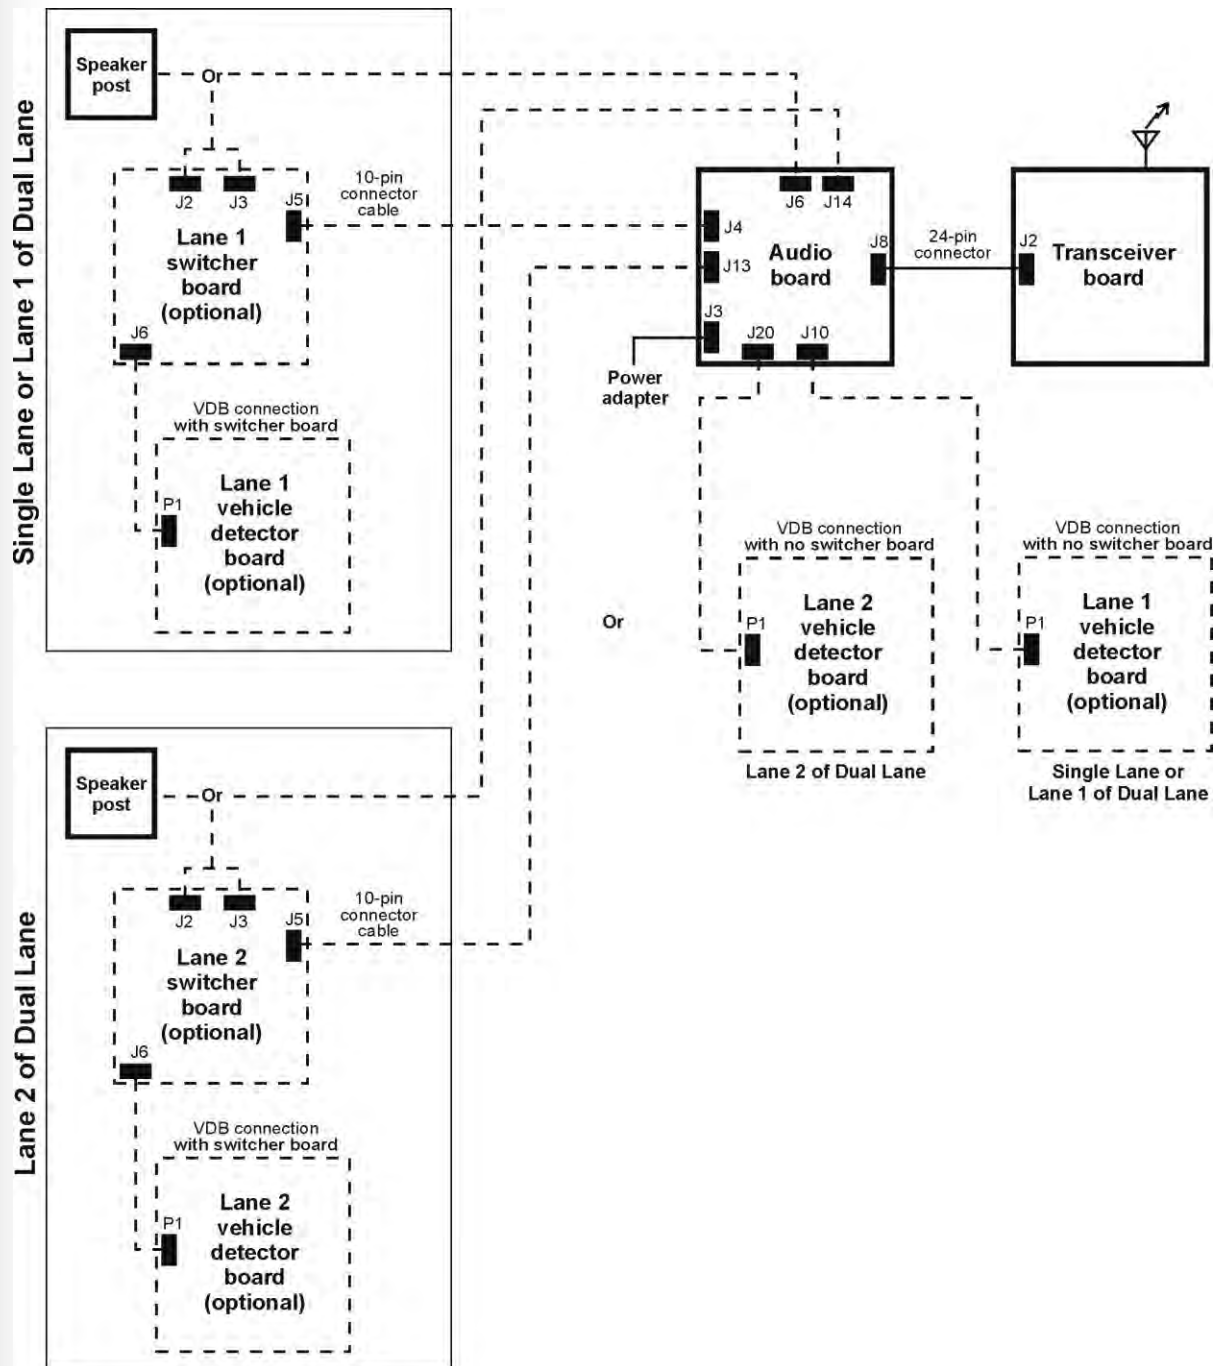 Single Lane or Lane 1 of Dual Lane
Speaker
post
Or
J2
J3
J5
Lane 1
switcher
board
(optional)
J6
10-pin
connector
cable
VDB connection
with switcher board
P1
Lane 1
vehicle
detector
board
(optional)
J6
J14
J4
J13
J3
Audio
board
J8
J20
J10
Power
adapter
24-pin
connector
J2
Transceiver
board
Or
VDB connection
with no switcher board
P1
Lane 2
vehicle
detector
board
(optional)
Lane 2 of Dual Lane
VDB connection
with no switcher board
P1
Lane 1
vehicle
detector
board
(optional)
Single Lane or
Lane 1 of Dual Lane
Lane 2 of Dual Lane
Speaker
post
Or
J2
J3
J5
Lane 2
switcher
board
(optional)
J6
10-pin
connector
cable
VDB connection
with switcher board
P1
Lane 2
vehicle
detector
board
(optional)